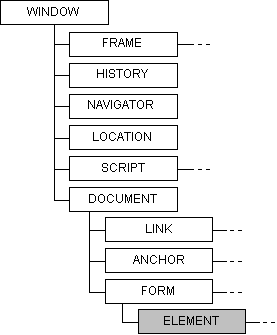 WINDOW
FRAME
HISTORY
NAVIGATOR
LOCATION
SCRIPT
DOCUMENT
LINK
ANCHOR
FORM
ELEMENT